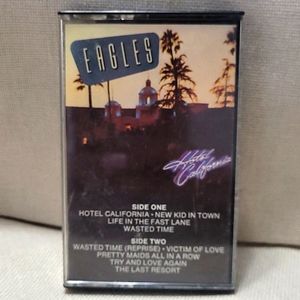 EAGLES
Hotel
California
SIDE ONE
HOTEL CALIFORNIA • NEW KID IN TOWN
LIFE IN THE FAST LANE
WASTED TIME
SIDE TWO
WASTED TIME (REPRISE) • VICTIM OF LOVE
PRETTY MAIDS ALL IN A ROW
TRY AND LOVE AGAIN
THE LAST RESORT